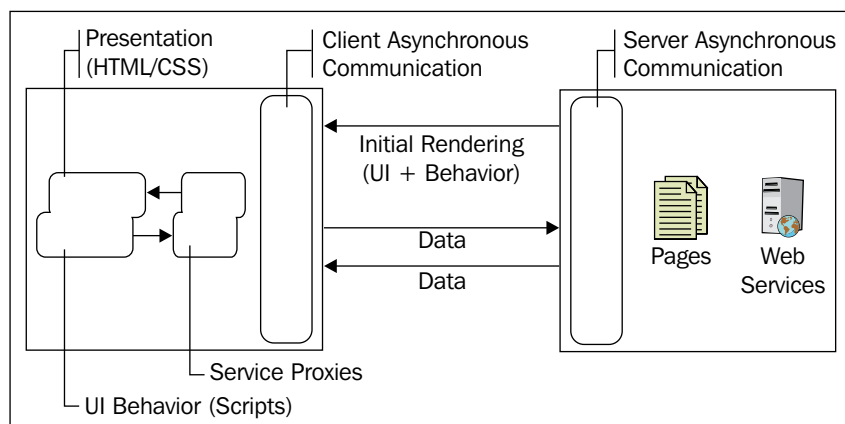 Presentation
(HTML/CSS)
Client Asynchronous
Communication
Server Asynchronous
Communication
Initial Rendering
(UI + Behavior)
Data
Data
Pages
Web
Services
Service Proxies
UI Behavior (Scripts)